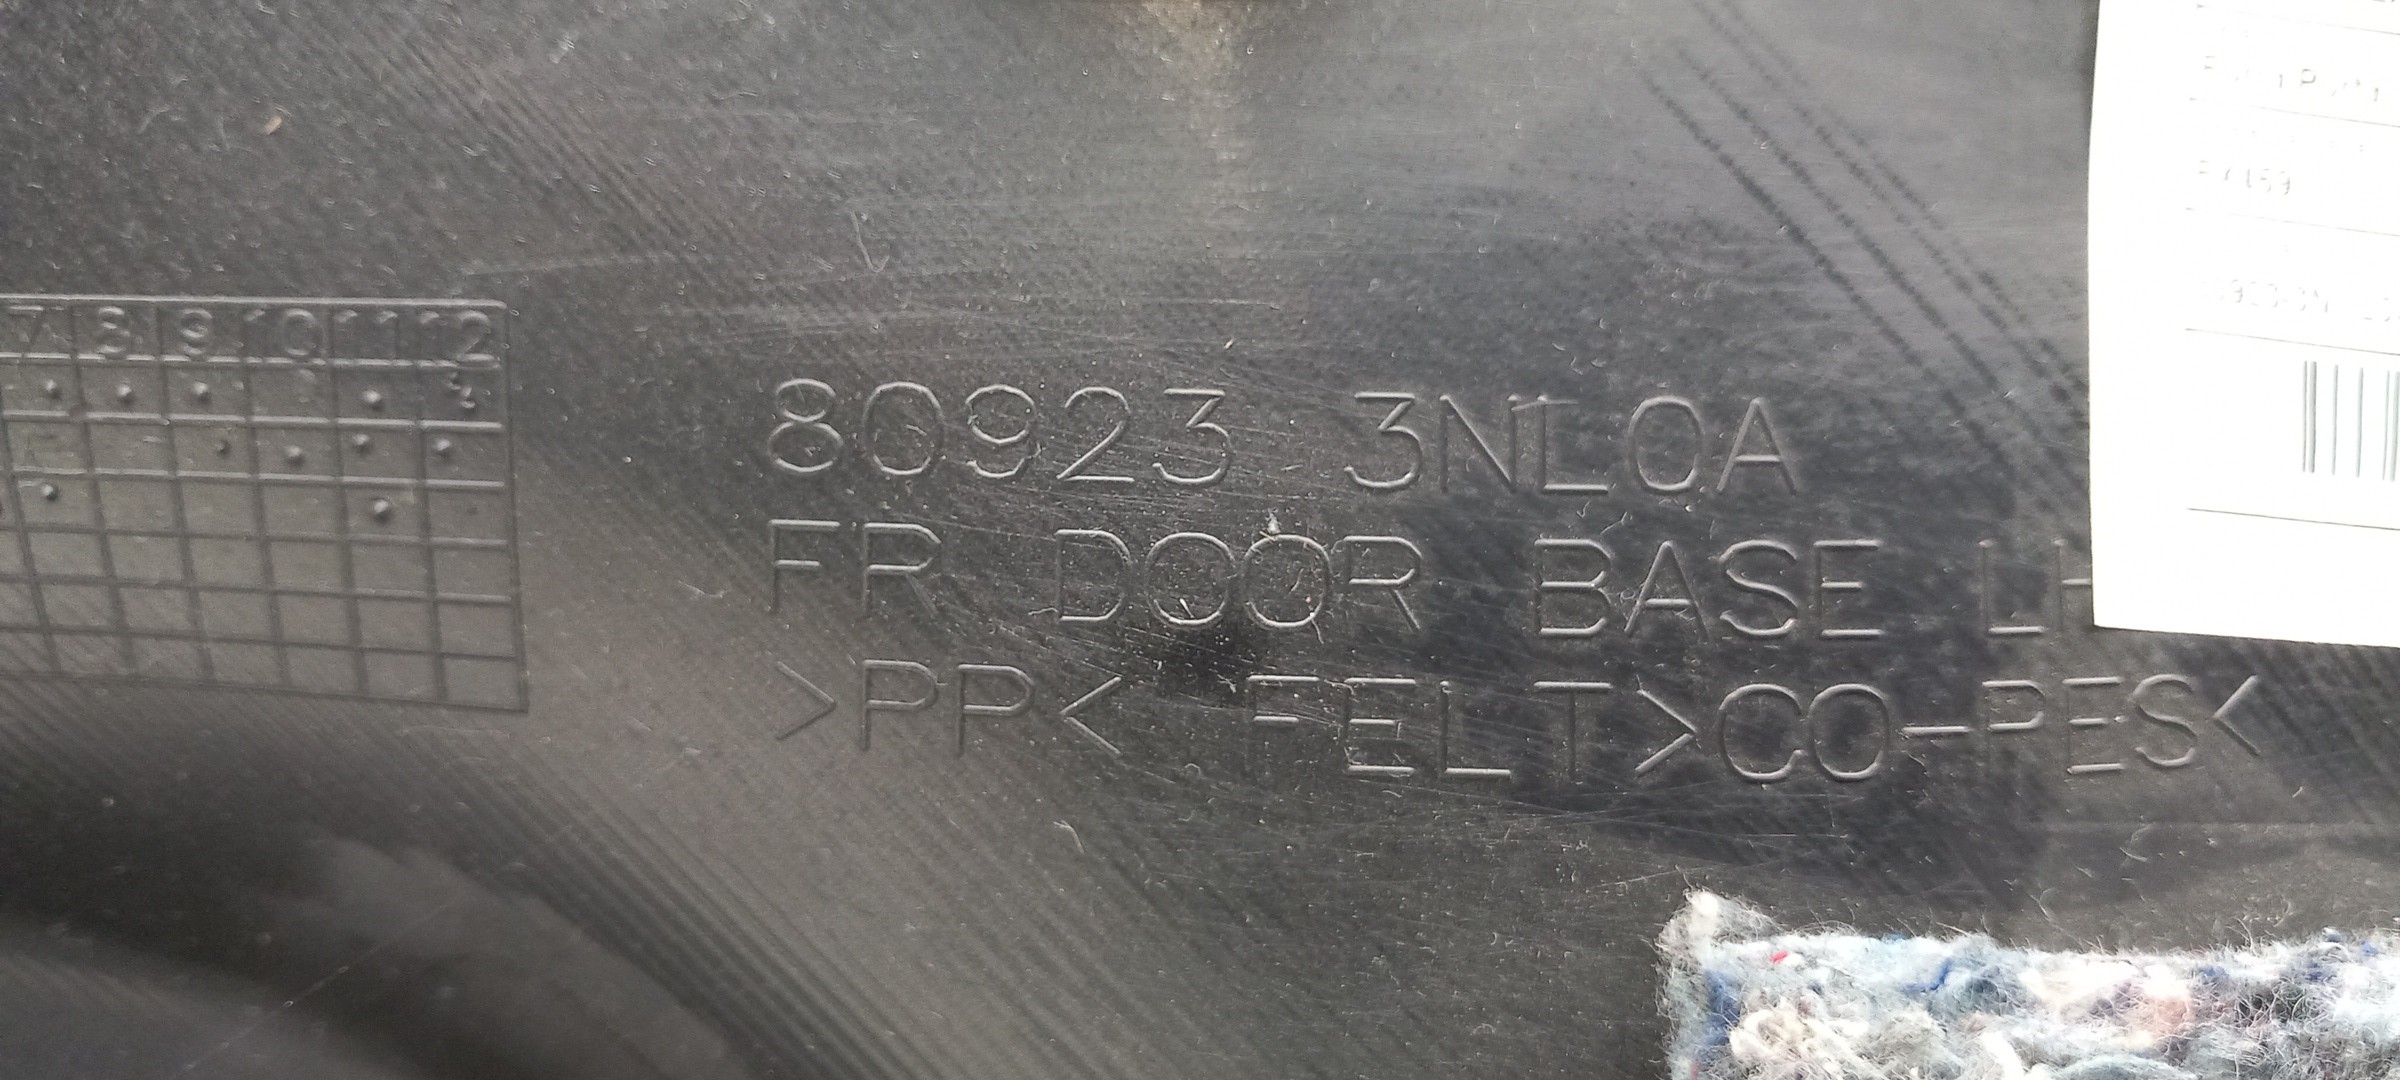 7 8 9 10 11 12
80923 3NL0A
FR DOOR BASE LH
>PP< FELT>CO-PES<